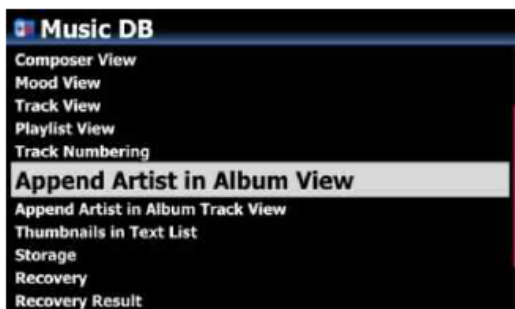 Music DB
Composer View
Mood View
Track View
Playlist View
Track Numbering
Append Artist in Album View
Append Artist in Album Track View
Thumbnails in Text List
Storage
Recovery
Recovery Result